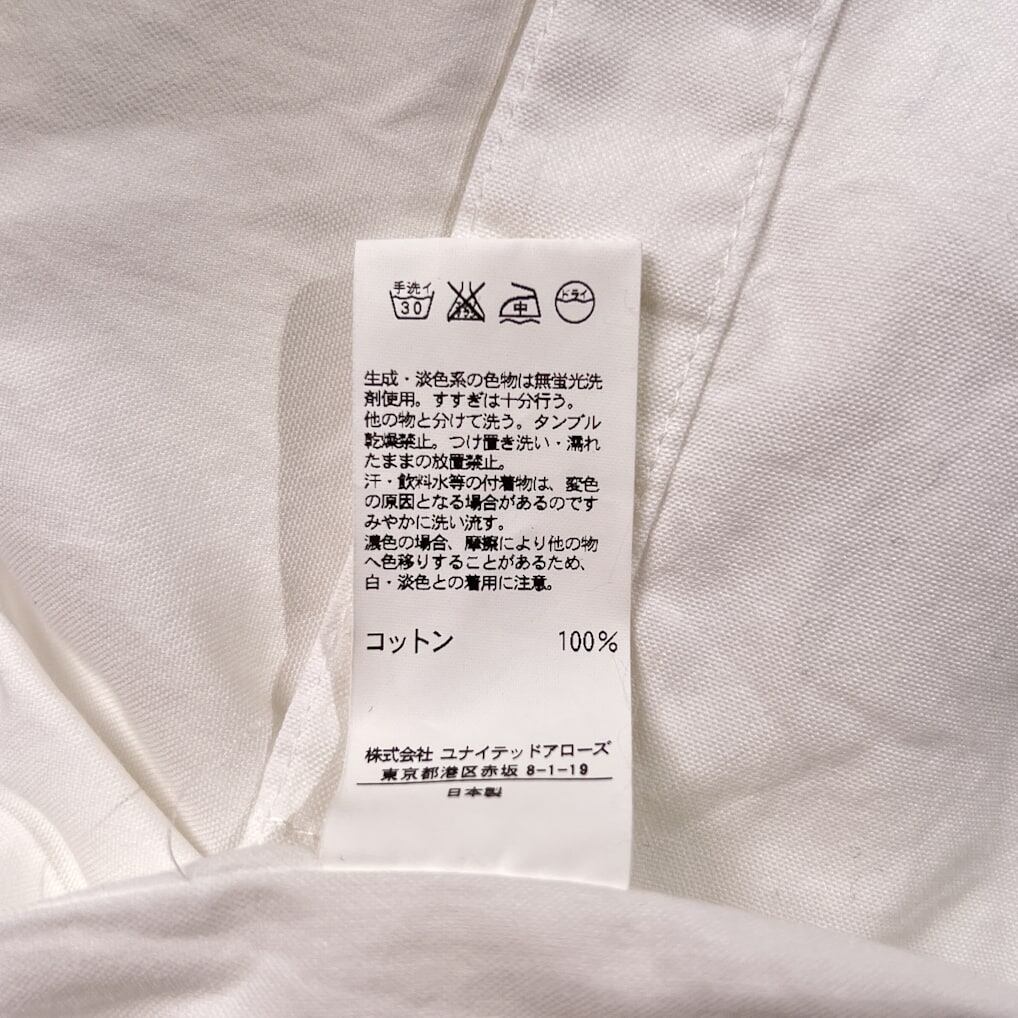 手洗イ 30 エンソサラシ 中 ドライ
生成・淡色系の色物は無蛍光洗
剤使用。すすぎは十分行う。
他の物と分けて洗う。タンブル
乾燥禁止。つけ置き洗い・濡れ
たままの放置禁止。
汗・飲料水等の付着物は、変色
の原因となる場合があるのです
みやかに洗い流す。
濃色の場合、摩擦により他の物
へ色移りすることがあるため、
白・淡色との着用に注意。
コットン 100%
株式会社 ユナイテッドアローズ
東京都港区赤坂 8-1-19
日本製